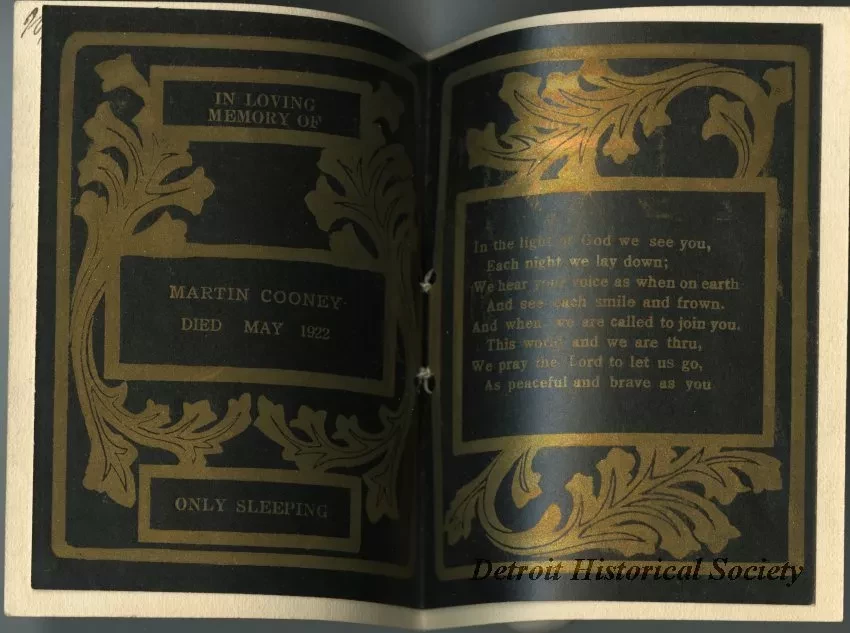 IN LOVING
MEMORY OF
MARTIN COONEY
DIED MAY 1922
ONLY SLEEPING
In the light of God we see you,
Each night we lay down;
We hear your voice as when on earth
And see each smile and frown.
And when we are called to join you.
This world and we are thru,
We pray the Lord to let us go,
As peaceful and brave as you
Detroit Historical Society